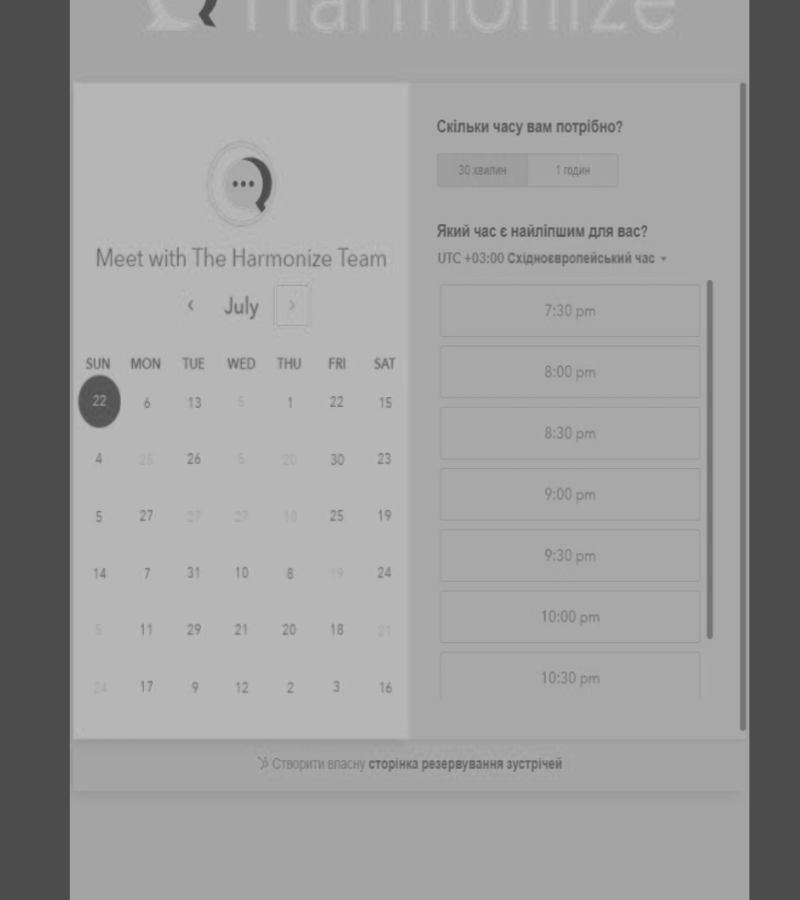 Harmonize
Meet with The Harmonize Team
July
SUN MON TUE WED THU FRI SAT
22 6 13 6 1 22 15
4 25 26 5 20 30 23
5 27 27 27 18 25 19
14 7 31 10 8 19 24
5 11 29 21 20 18 21
24 17 9 12 2 3 16
Скільки часу вам потрібно?
30 хвилин 1 годин
Який час є найліпшим для вас?
UTC +03:00 Східноєвропейський час
7:30 pm
8:00 pm
8:30 pm
9:00 pm
9:30 pm
10:00 pm
10:30 pm
Створити власну сторінка резервування зустрічей